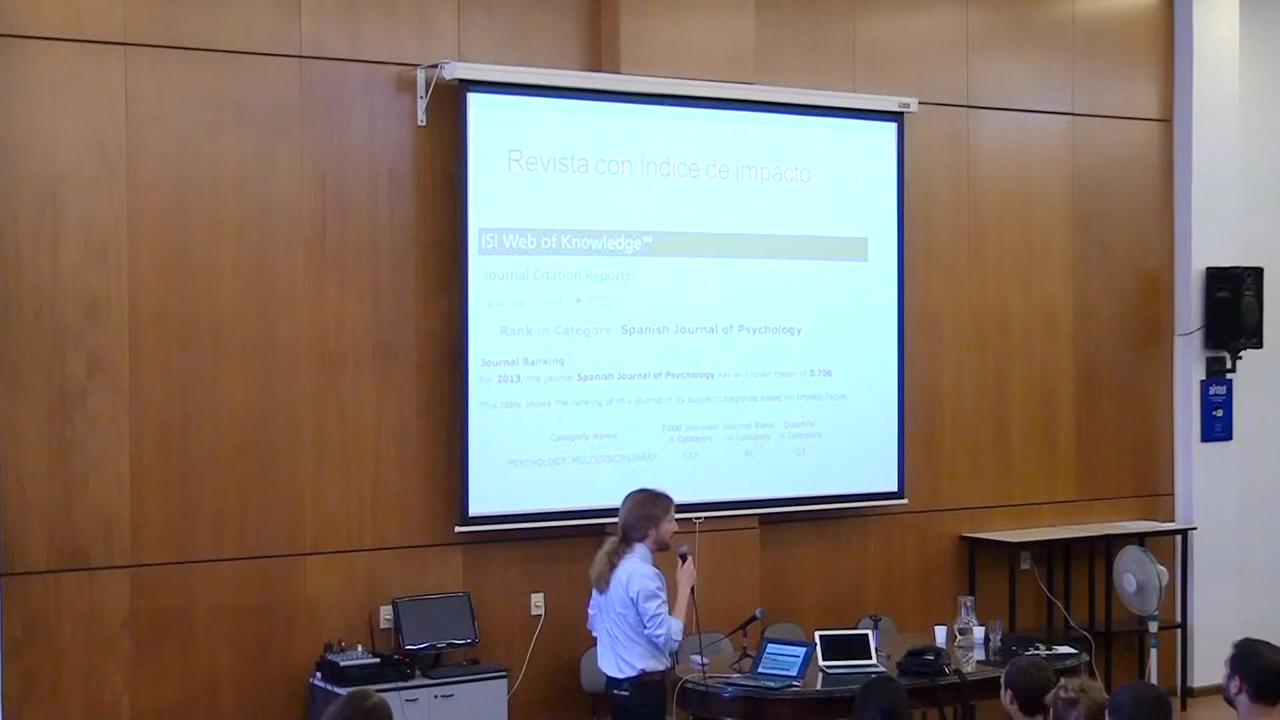 Revista con índice de impacto
ISI Web of Knowledge℠
Journal Citation Reports®
Rank in Category: Spanish Journal of Psychology
Journal Ranking
For 2013, the journal Spanish Journal of Psychology has an Impact Factor of 0.706
This table shows the ranking of this journal in its subject categories based on Impact Factor.
Category Name Total Journals in Category Journal Rank in Category Quartile in Category
PSYCHOLOGY, MULTIDISCIPLINARY
antel